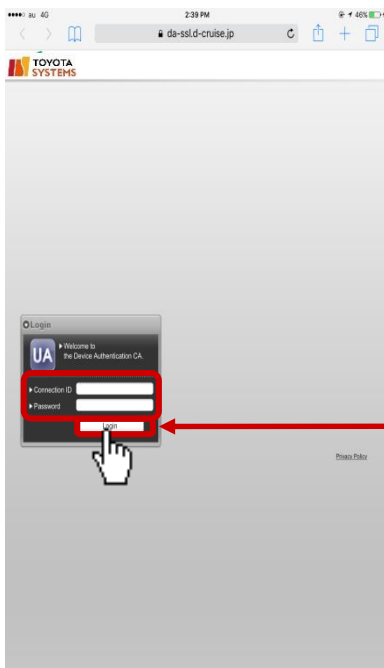 au 4G 2:39 PM 46%
da-ssl.d-cruise.jp
TOYOTA
SYSTEMS
Login
UA
Welcome to
the Device Authentication CA.
Connection ID
Password
Login
Privacy Policy